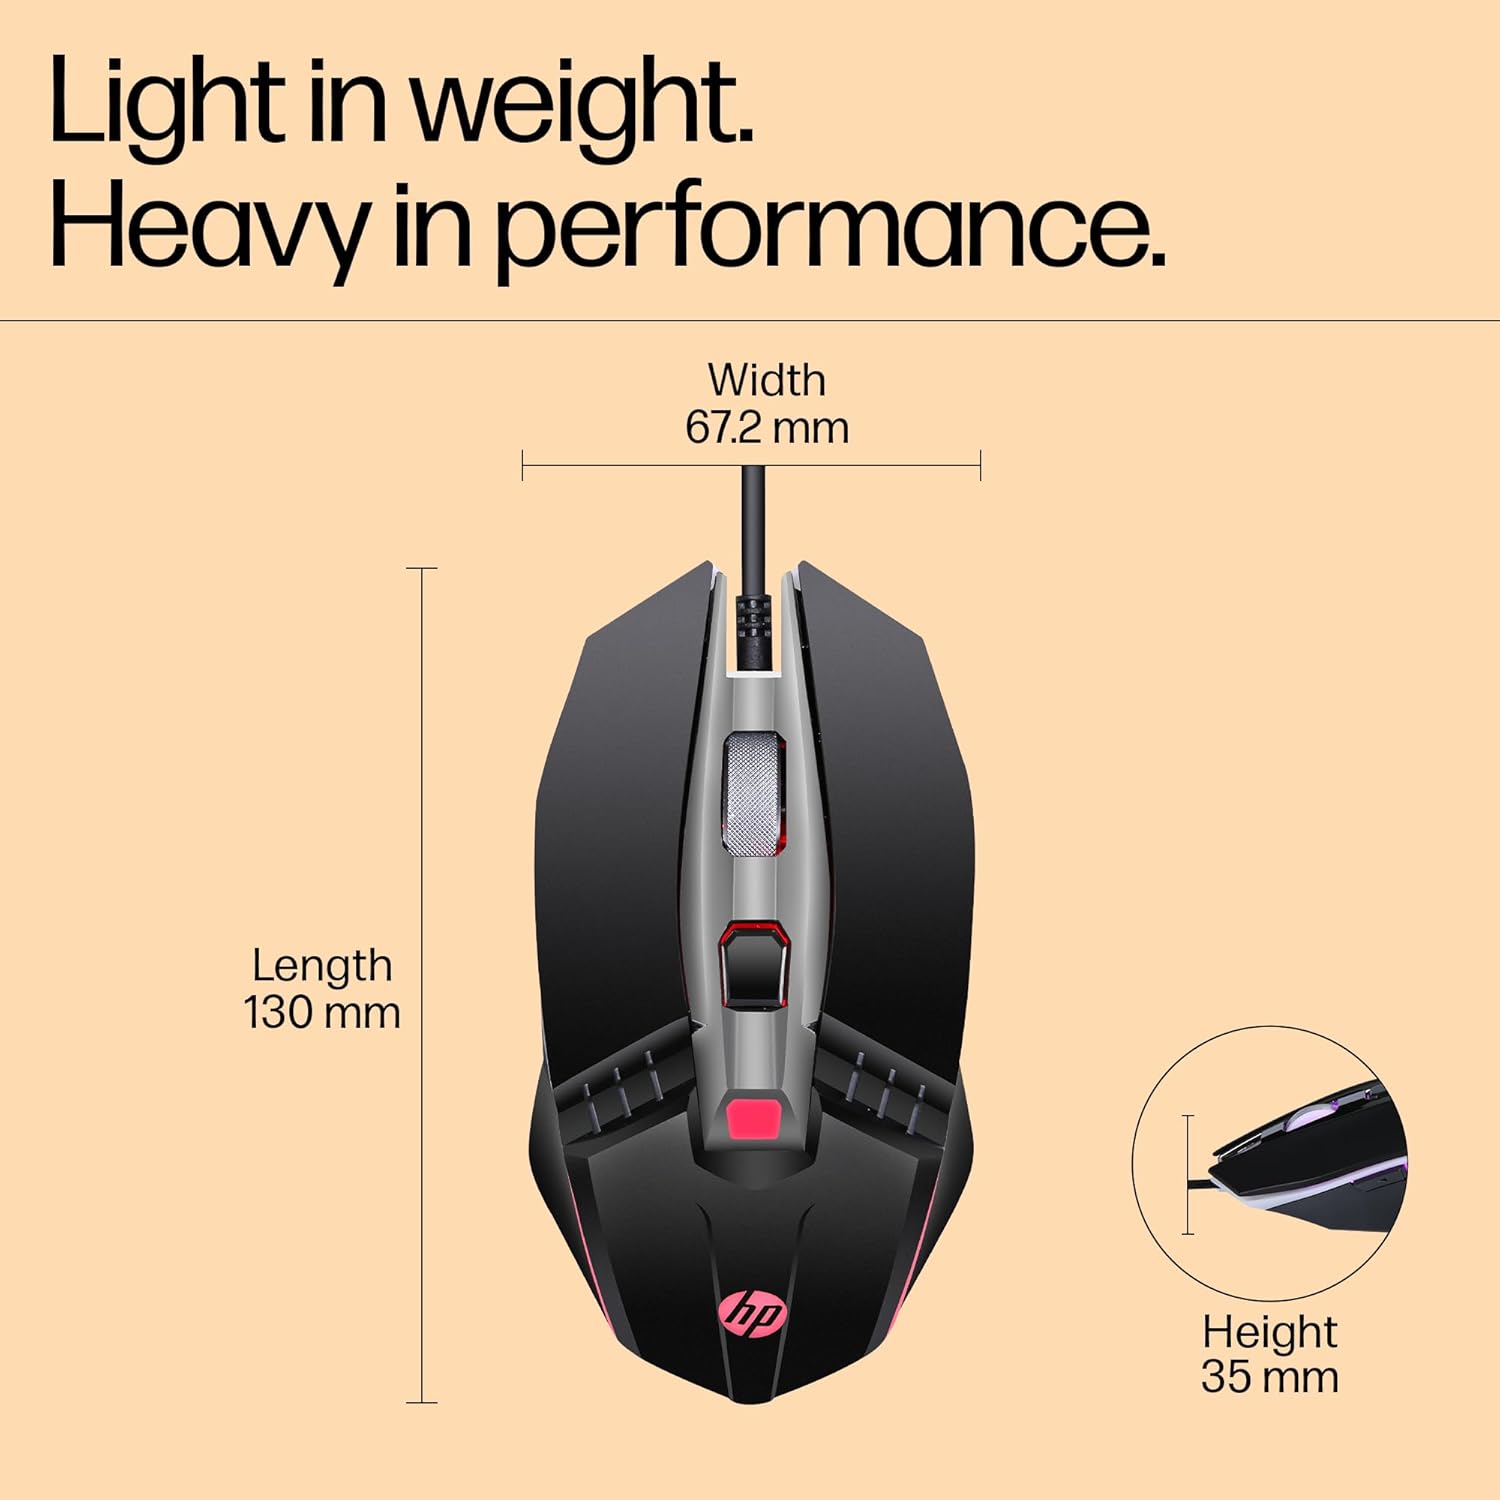 Light in weight.
Heavy in performance.
Width
67.2 mm
Length
130 mm
hp
Height
35 mm